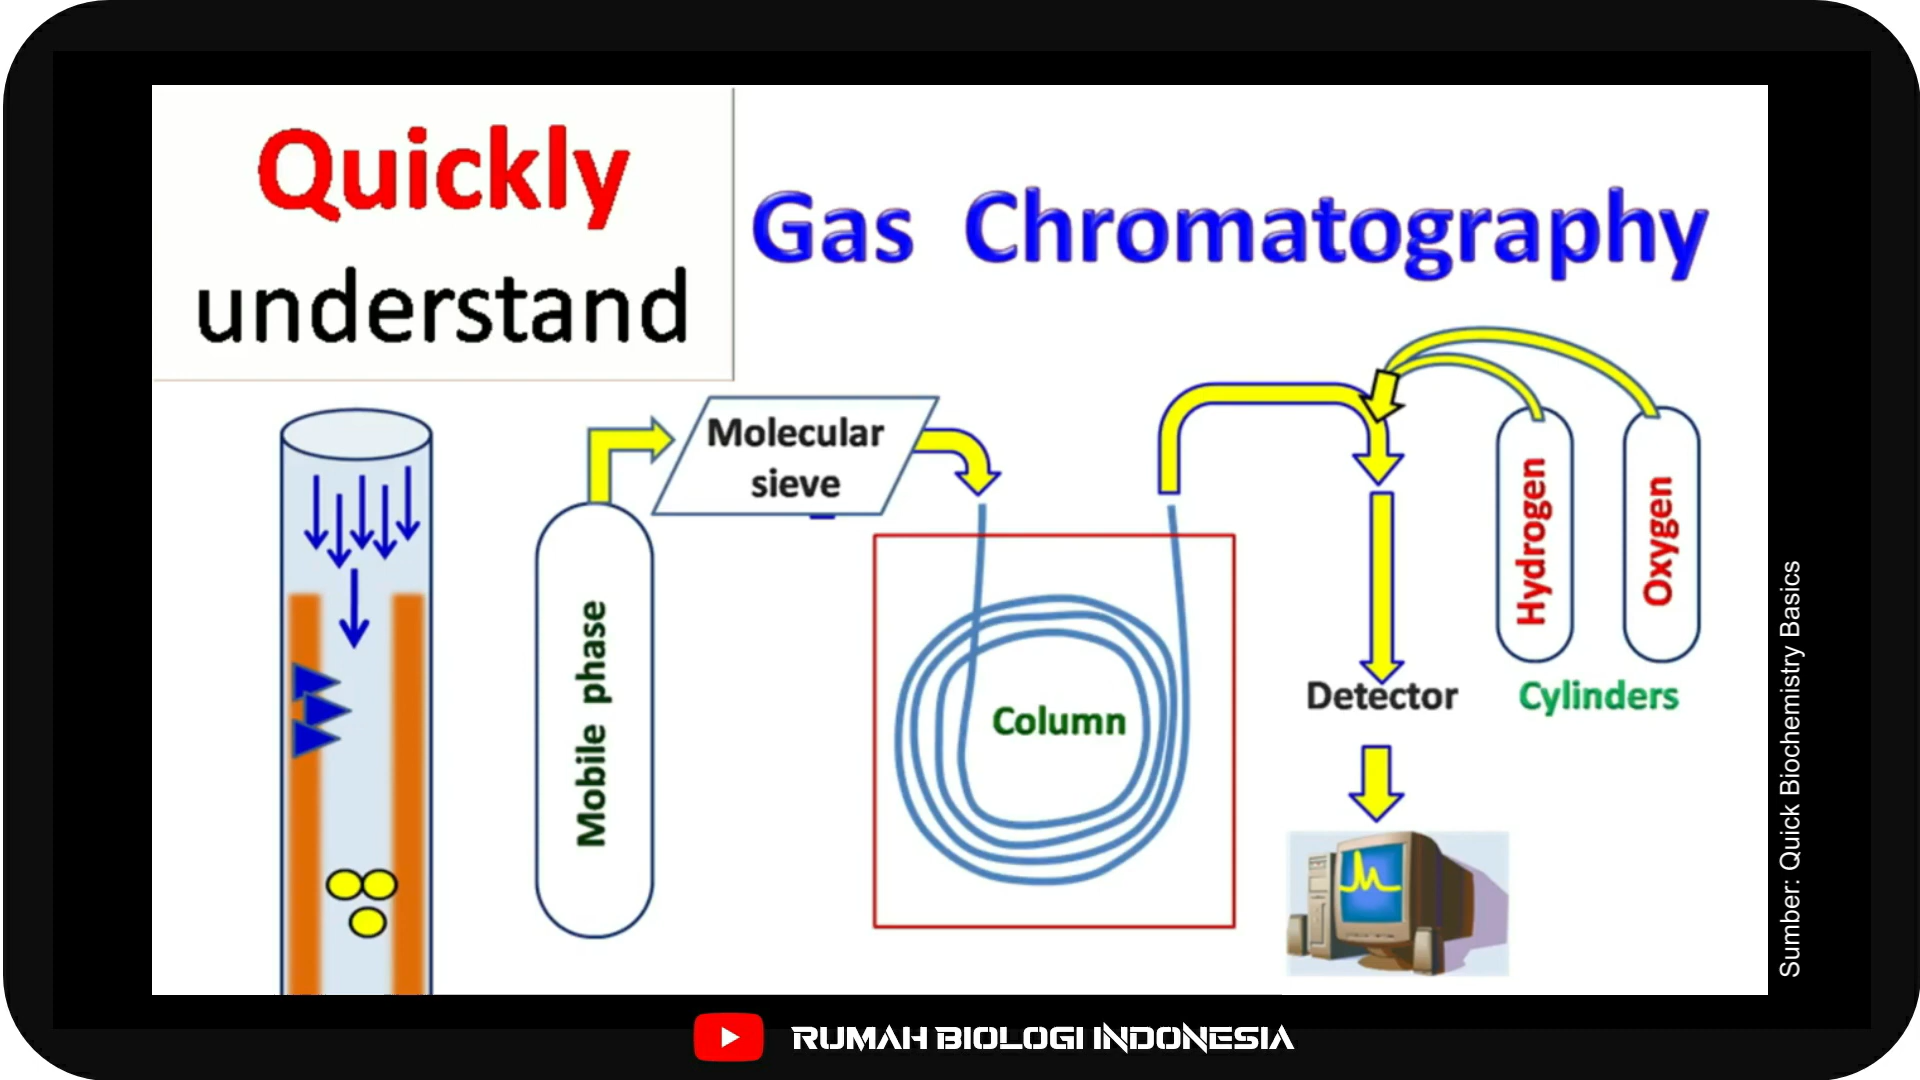 Quickly
understand
Gas Chromatography
Molecular
sieve
Mobile phase
Column
Detector
Hydrogen
Oxygen
Cylinders
Sumber: Quick Biochemistry Basics
RUMAH BIOLOGI INDONESIA